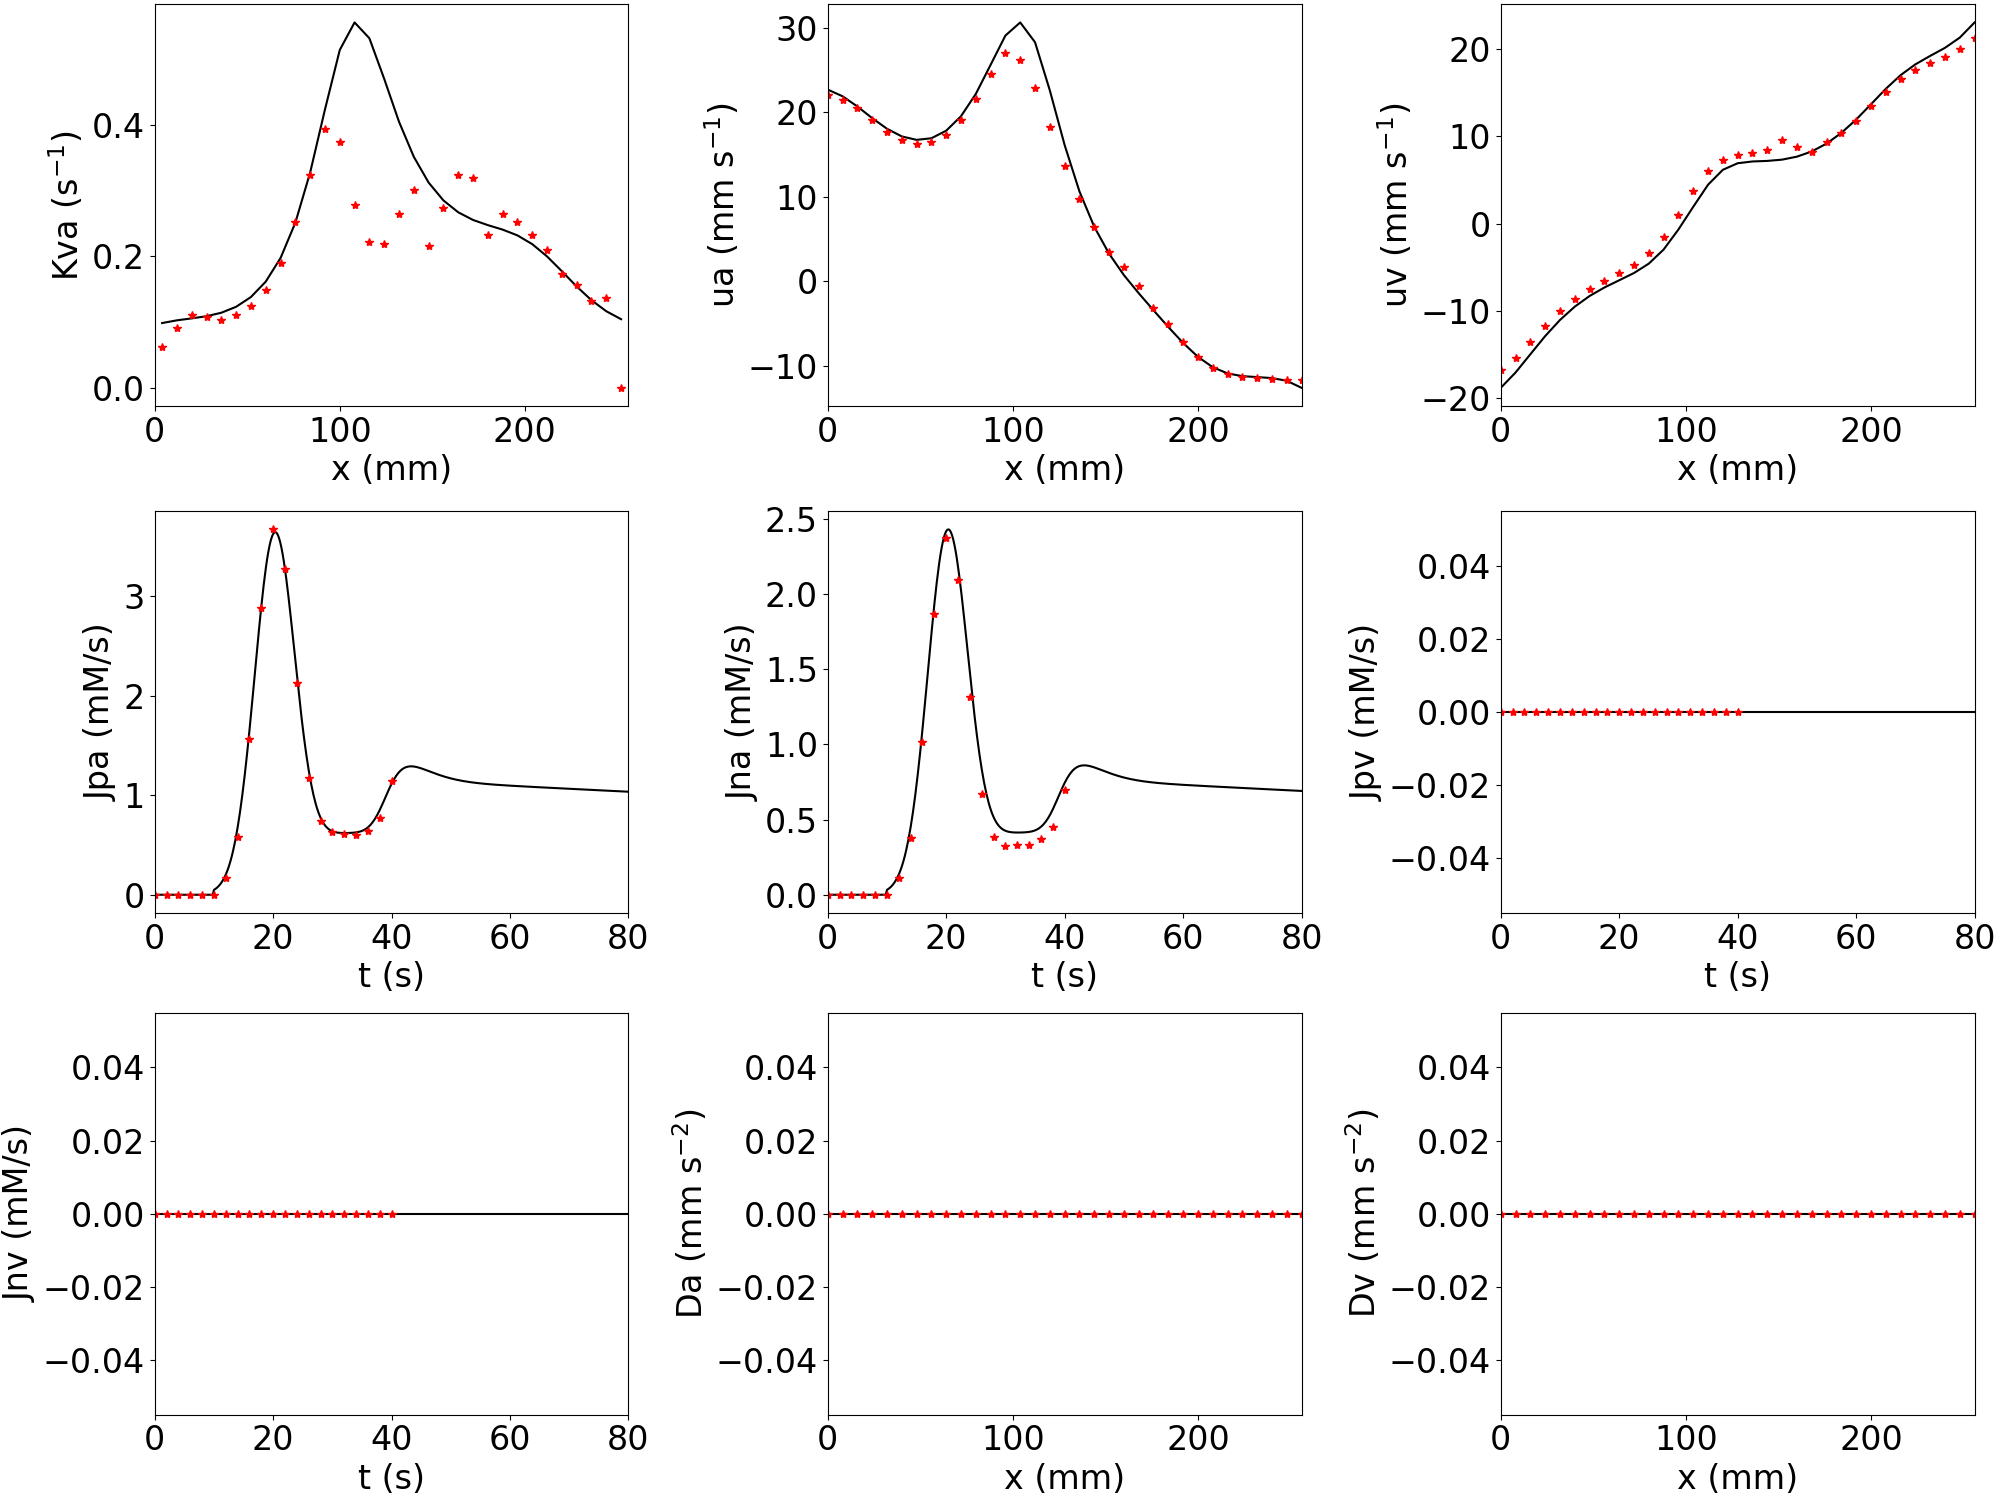 Kva (s⁻¹)
0.4
0.2
0.0
0 100 200
x (mm)
ua (mm s⁻¹)
30
20
10
0
−10
0 100 200
x (mm)
uv (mm s⁻¹)
20
10
0
−10
−20
0 100 200
x (mm)
Jpa (mM/s)
3
2
1
0
0 20 40 60 80
t (s)
Jna (mM/s)
2.5
2.0
1.5
1.0
0.5
0.0
0 20 40 60 80
t (s)
Jpv (mM/s)
0.04
0.02
0.00
−0.02
−0.04
0 20 40 60 80
t (s)
Jnv (mM/s)
0.04
0.02
0.00
−0.02
−0.04
0 20 40 60 80
t (s)
Da (mm s⁻²)
0.04
0.02
0.00
−0.02
−0.04
0 100 200
x (mm)
Dv (mm s⁻²)
0.04
0.02
0.00
−0.02
−0.04
0 100 200
x (mm)